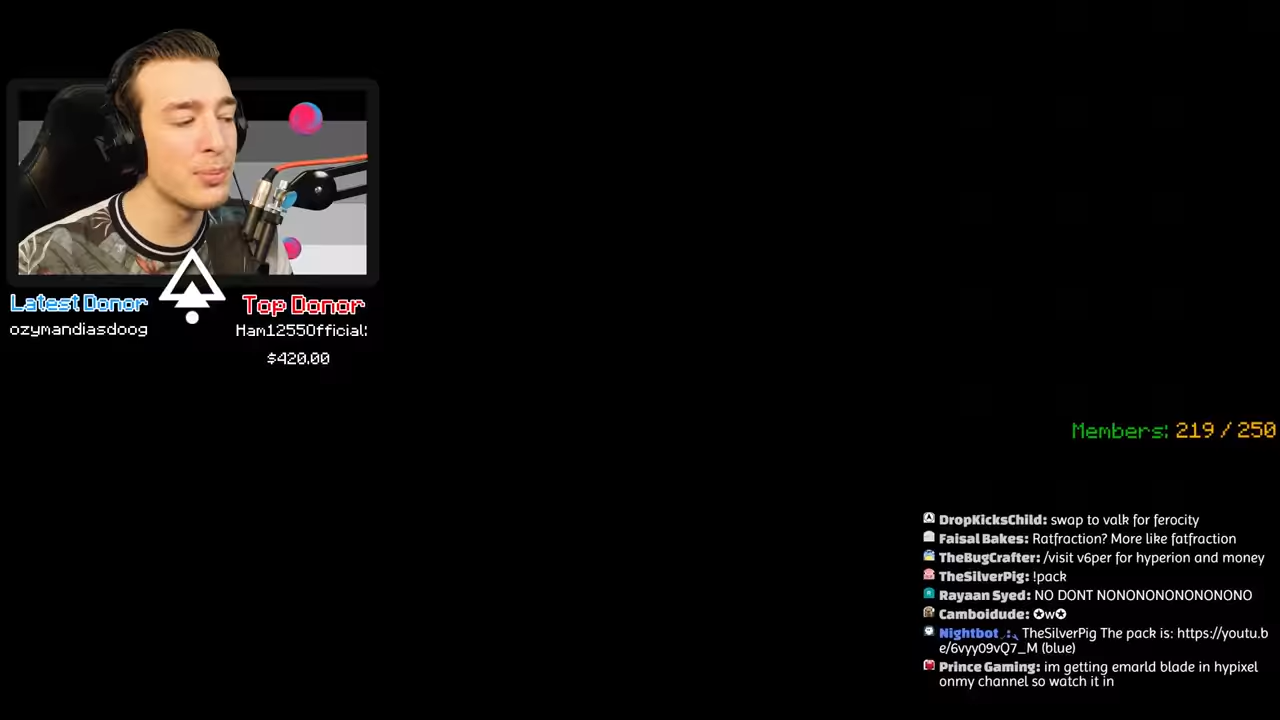 Latest Donor
ozymandiasdoog
Top Donor
Ham1255Official:
$420.00
Members: 219 / 250
DropKicksChild: swap to valk for ferocity
Faisal Bakes: Ratfraction? More like fatfraction
TheBugCrafter: /visit v6per for hyperion and money
TheSilverPig: !pack
Rayaan Syed: NO DONT NONONONONONONONO
Camboidude: ✪w✪
Nightbot: TheSilverPig The pack is: https://youtu.b
e/6vyy09vQ7_M (blue)
Prince Gaming: im getting emarld blade in hypixel
onmy channel so watch it in